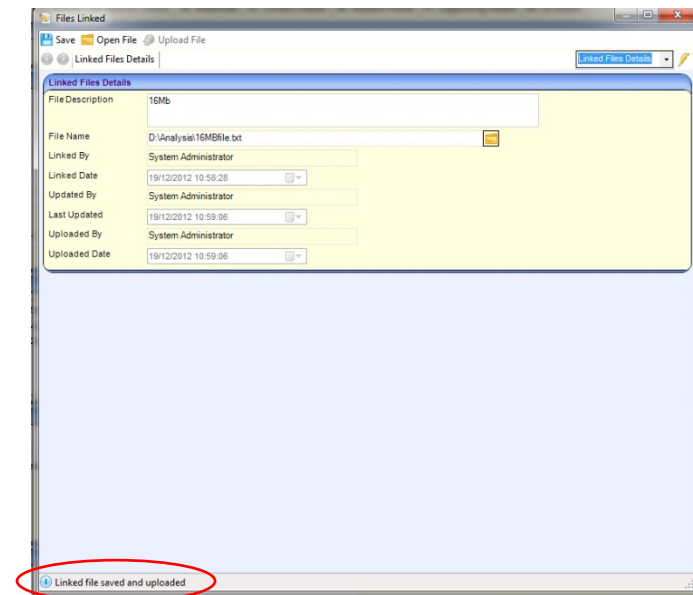 Files Linked
Save Open File Upload File
Linked Files Details Linked Files Details
Linked Files Details
File Description 16Mb
File Name D:\Analysis\16MBfile.txt
Linked By System Administrator
Linked Date 19/12/2012 10:58:28
Updated By System Administrator
Last Updated 19/12/2012 10:59:06
Uploaded By System Administrator
Uploaded Date 19/12/2012 10:59:06
Linked file saved and uploaded